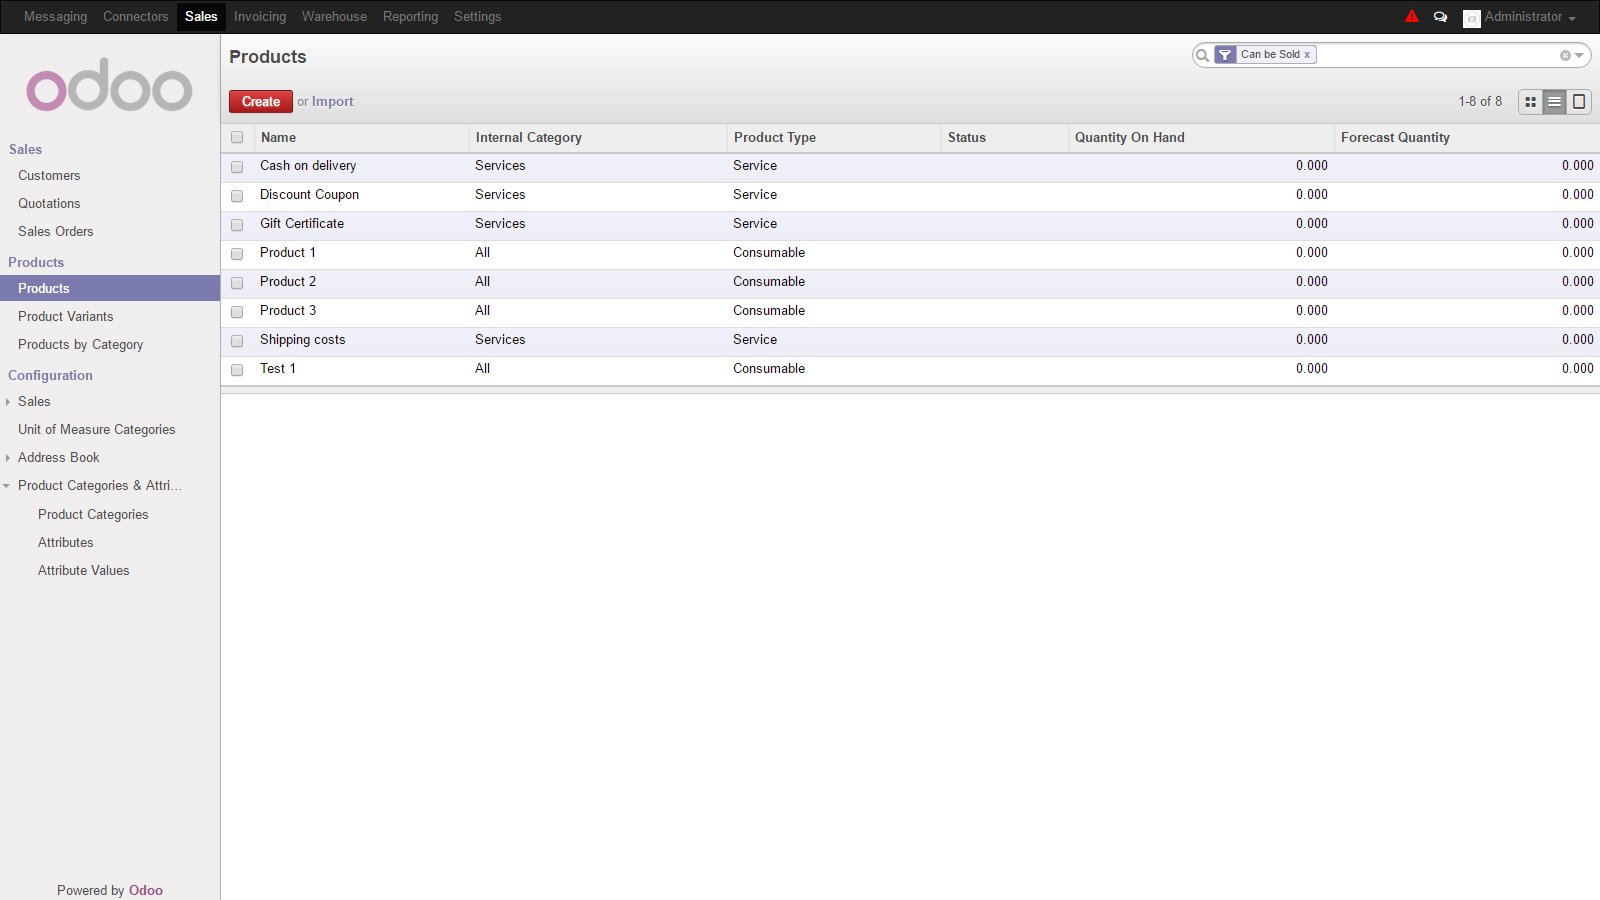 Messaging Connectors Sales Invoicing Warehouse Reporting Settings Administrator
odoo
Sales
Customers
Quotations
Sales Orders
Products
Products
Product Variants
Products by Category
Configuration
Sales
Unit of Measure Categories
Address Book
Product Categories & Attri...
Product Categories
Attributes
Attribute Values
Powered by Odoo
Products
Can be Sold x
Create or Import
1-8 of 8
Name Internal Category Product Type Status Quantity On Hand Forecast Quantity
Cash on delivery Services Service 0.000 0.000
Discount Coupon Services Service 0.000 0.000
Gift Certificate Services Service 0.000 0.000
Product 1 All Consumable 0.000 0.000
Product 2 All Consumable 0.000 0.000
Product 3 All Consumable 0.000 0.000
Shipping costs Services Service 0.000 0.000
Test 1 All Consumable 0.000 0.000